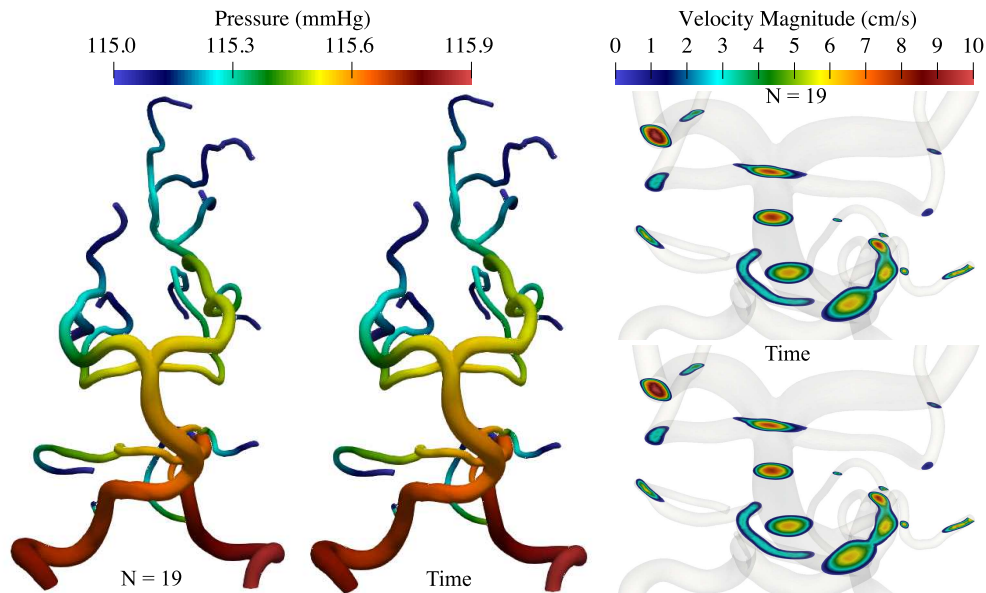 Pressure (mmHg)
115.0 115.3 115.6 115.9
N = 19
Time
Velocity Magnitude (cm/s)
0 1 2 3 4 5 6 7 8 9 10
N = 19
Time